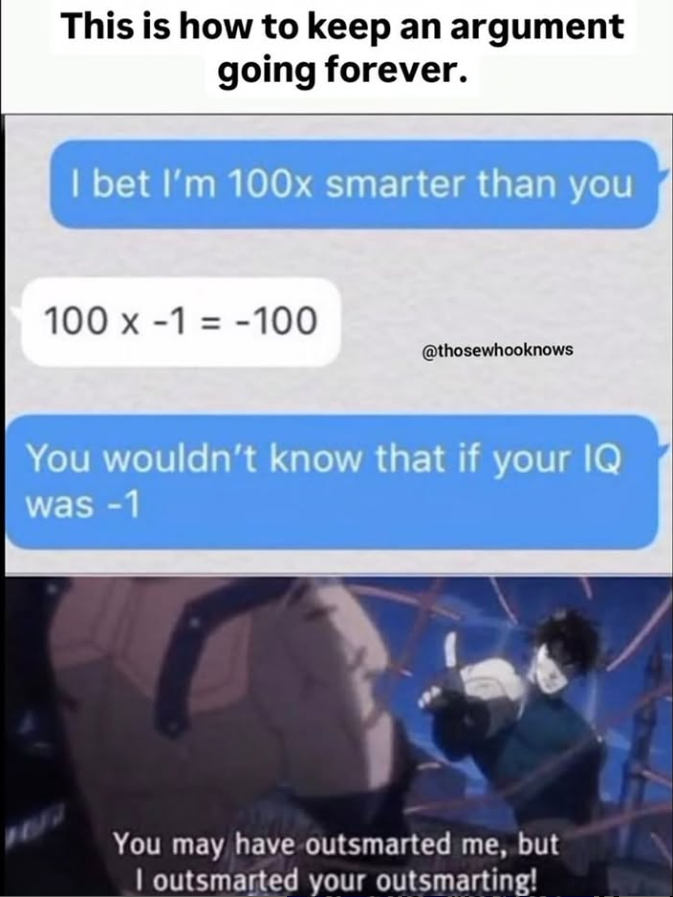 This is how to keep an argument
going forever.
I bet I'm 100x smarter than you
100 x -1 = -100
@thosewhooknows
You wouldn't know that if your IQ
was -1
You may have outsmarted me, but
I outsmarted your outsmarting!